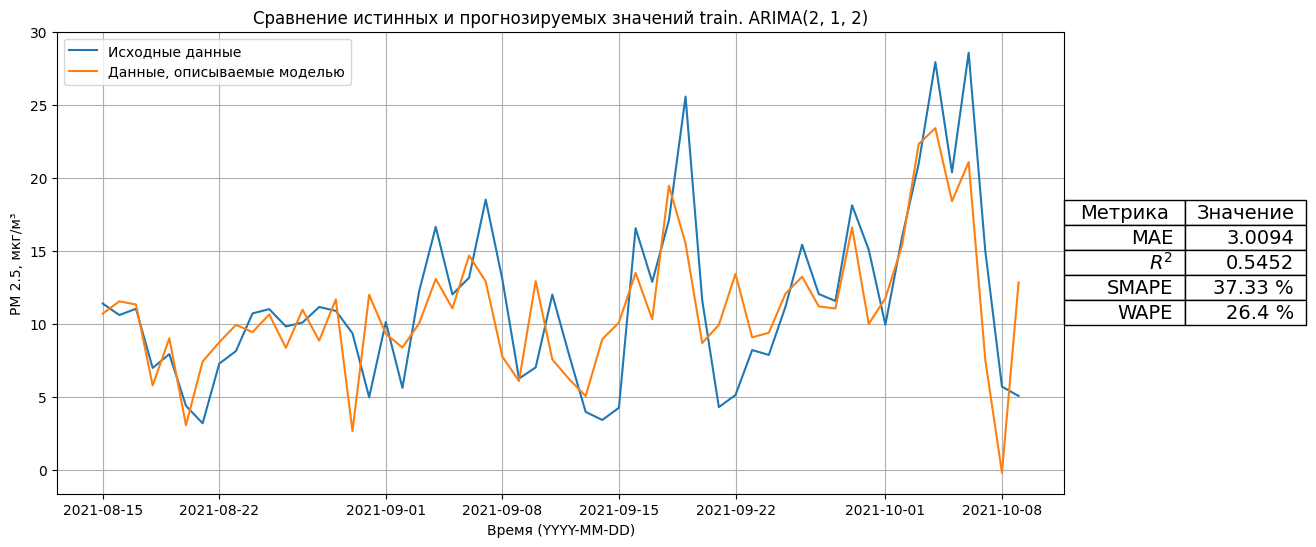 Сравнение истинных и прогнозируемых значений train. ARIMA(2, 1, 2)
Исходные данные
Данные, описываемые моделью
PM 2.5, мкг/м³
30
25
20
15
10
5
0
2021-08-15 2021-08-22 2021-09-01 2021-09-08 2021-09-15 2021-09-22 2021-10-01 2021-10-08
Время (YYYY-MM-DD)
Метрика Значение
MAE 3.0094
R² 0.5452
SMAPE 37.33 %
WAPE 26.4 %